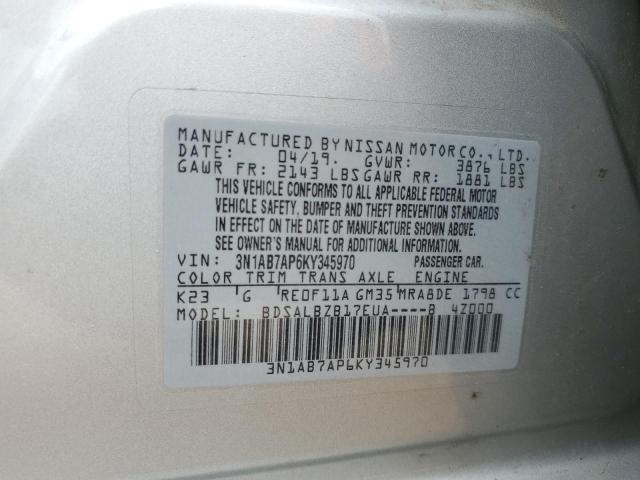 MANUFACTURED BY NISSAN MOTOR CO., LTD.
DATE: 04/19. GVWR: 3876 LBS
GAWR FR: 2143 LBS GAWR RR: 1881 LBS
THIS VEHICLE CONFORMS TO ALL APPLICABLE FEDERAL MOTOR
VEHICLE SAFETY, BUMPER AND THEFT PREVENTION STANDARDS
IN EFFECT ON THE DATE OF MANUFACTURE SHOWN ABOVE.
SEE OWNER'S MANUAL FOR ADDITIONAL INFORMATION.
VIN: 3N1AB7AP6KY345970 PASSENGER CAR.
COLOR TRIM TRANS AXLE ENGINE
K23 G RE0F11A GM35 MRA8DE 1798 CC
MODEL: BDSALBZB17EUA----B 4Z000
3N1AB7AP6KY345970